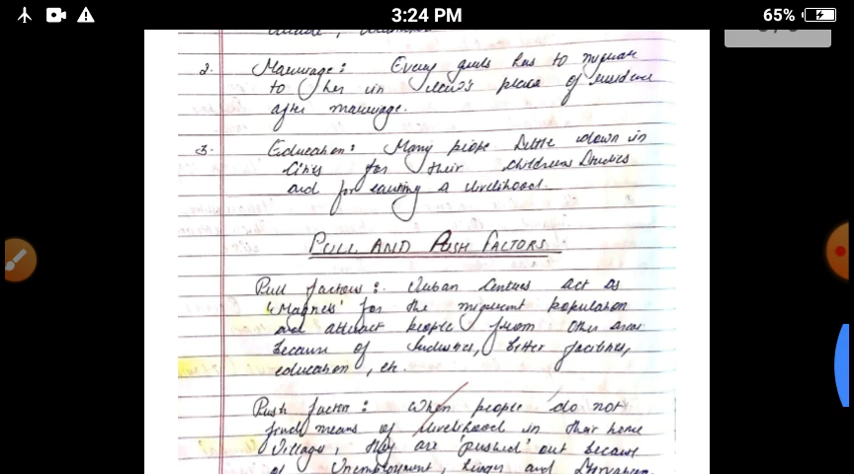 3:24 PM
65%
2. Marriage: Every girls has to migrate
to her in laws's place of residence
after marriage.
3. Education: Many people settle down in
cities for their childrens studies
and for earning a livelihood.
PULL AND PUSH FACTORS
Pull factors: Urban centres act as
'Magnets' for the migrant population
and attract people from other areas
because of Industries, better facilities,
education, etc.
Push factor: When people do not
find means of livelihood in their home
village, they are 'pushed' out because
of Unemployment, hunger and starvation.